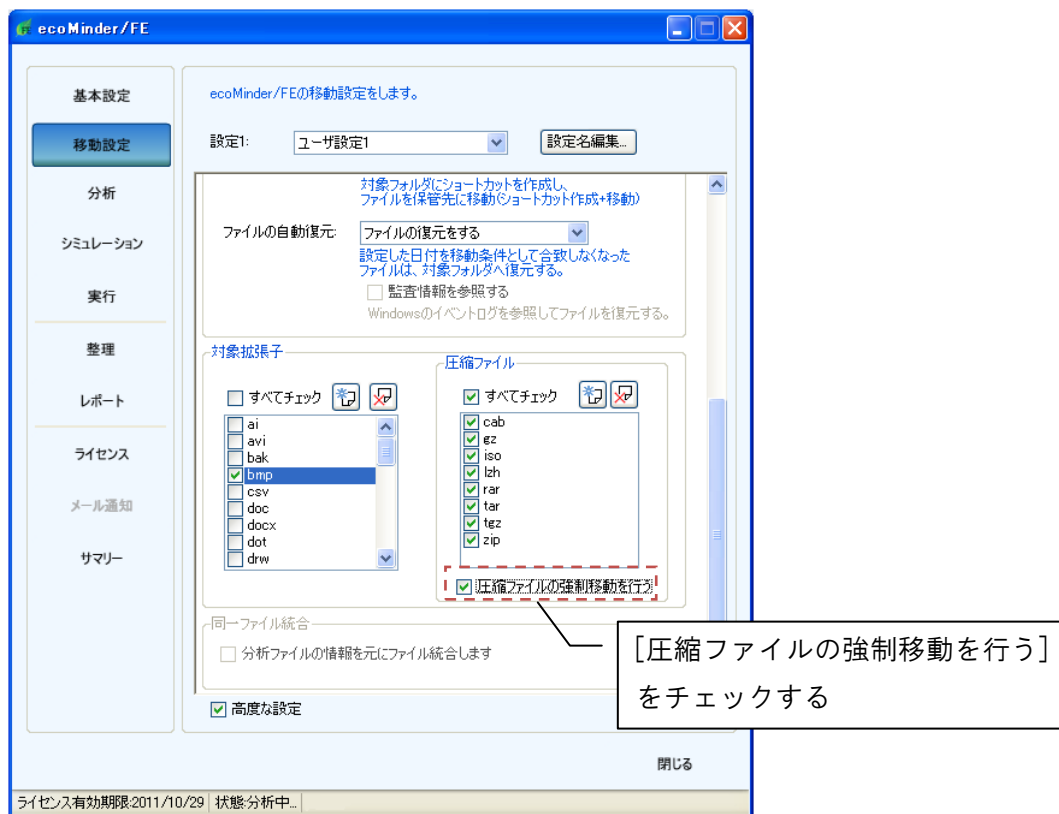 ecoMinder/FE
基本設定
移動設定
分析
シミュレーション
実行
整理
レポート
ライセンス
メール通知
サマリー
ecoMinder/FEの移動設定をします。
設定1:
ユーザ設定1
設定名編集...
対象フォルダにショートカットを作成し、
ファイルを保管先に移動(ショートカット作成+移動)
ファイルの自動復元:
ファイルの復元をする
設定した日付を移動条件として合致しなくなった
ファイルは、対象フォルダへ復元する。
監査情報を参照する
Windowsのイベントログを参照してファイルを復元する。
対象拡張子
すべてチェック
ai
avi
bak
bmp
csv
doc
docx
dot
drw
圧縮ファイル
すべてチェック
cab
gz
iso
lzh
rar
tar
tgz
zip
圧縮ファイルの強制移動を行う
同一ファイル統合
分析ファイルの情報を元にファイル統合します
高度な設定
[圧縮ファイルの強制移動を行う]
をチェックする
閉じる
ライセンス有効期限:2011/10/29
状態:分析中...